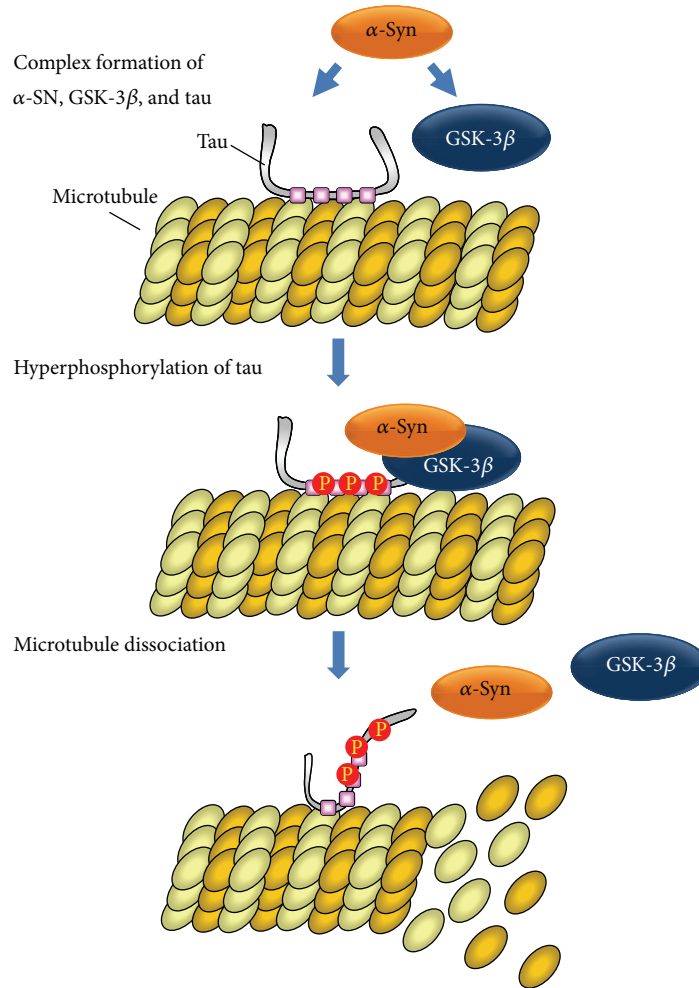 α-Syn
Complex formation of
α-SN, GSK-3β, and tau
GSK-3β
Tau
Microtubule
Hyperphosphorylation of tau
α-Syn
GSK-3β
P P P
Microtubule dissociation
GSK-3β
α-Syn
P
P
P